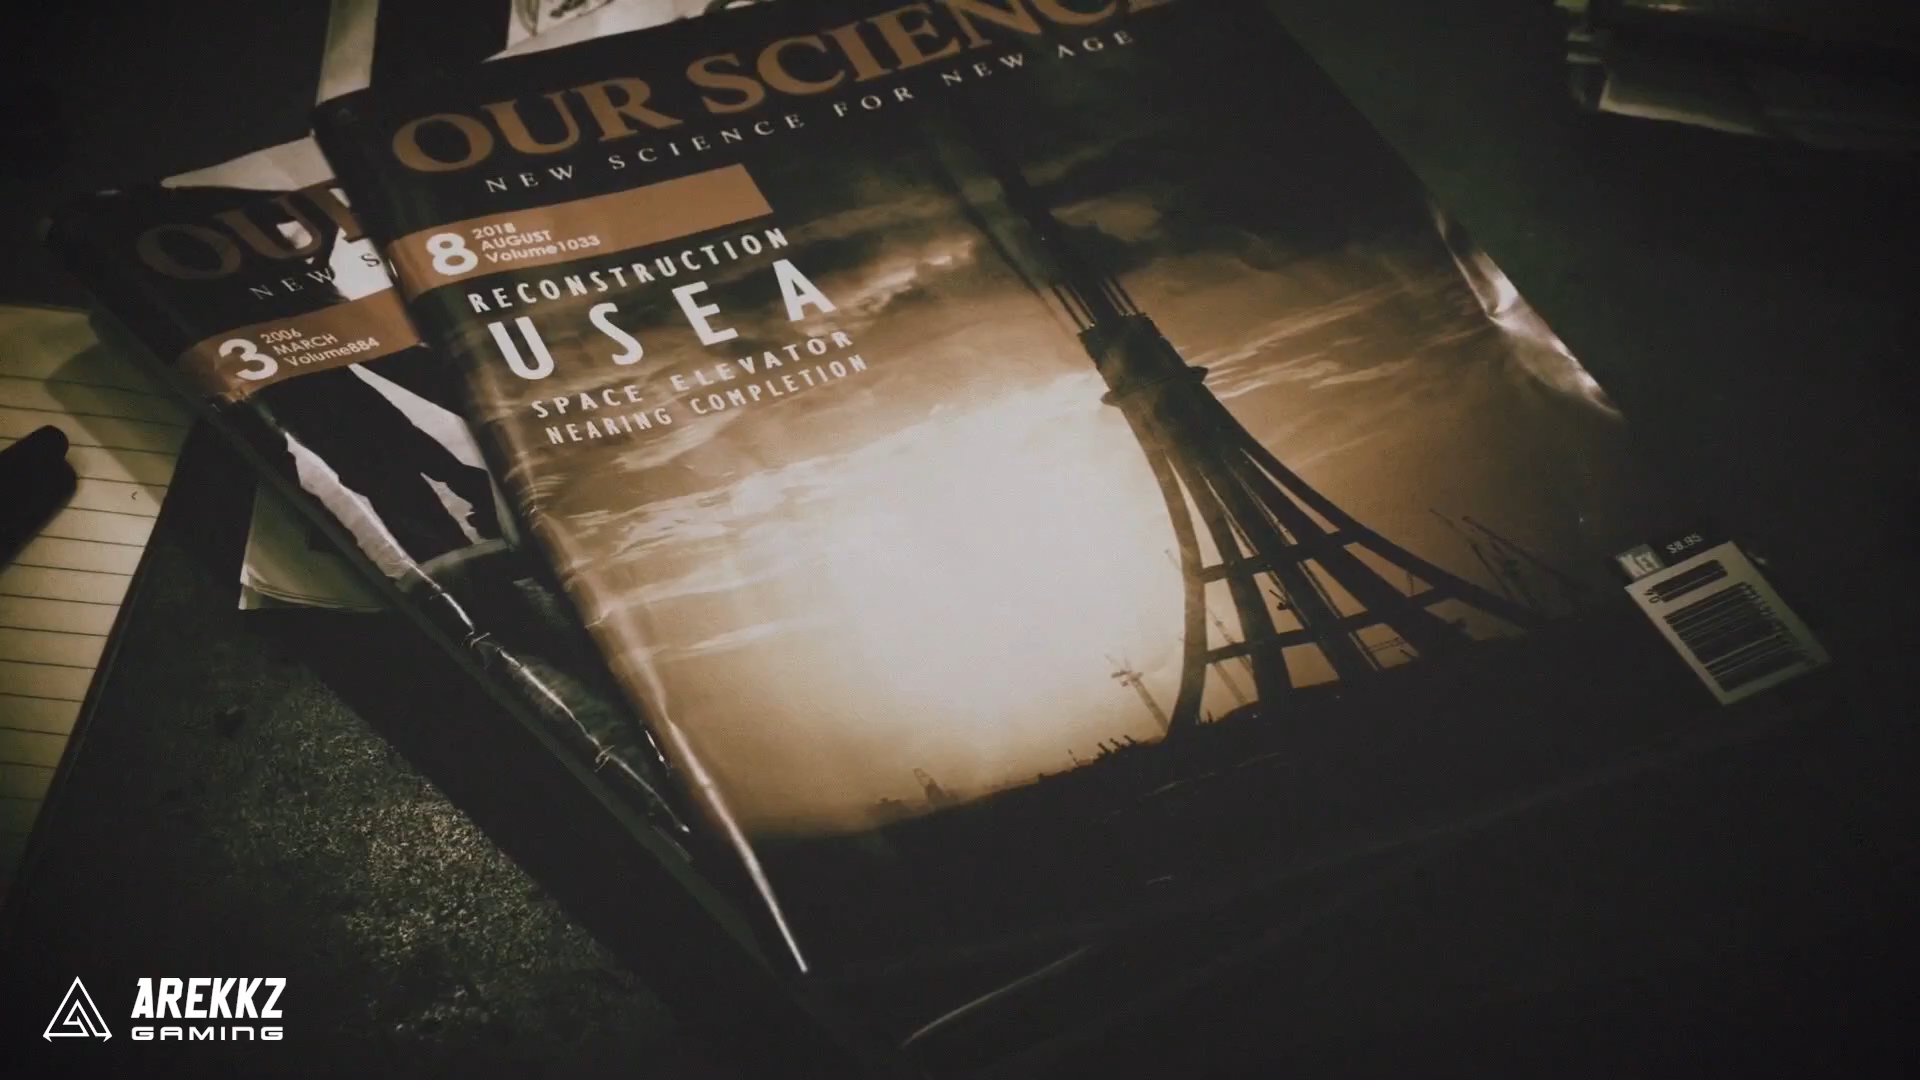 OUR SCIENC
NEW SCIENCE FOR NEW AGE
8
2018
AUGUST
Volume1033
RECONSTRUCTION
USEA
SPACE ELEVATOR
NEARING COMPLETION
KEY
$8.95
OUR
NEW S
3
2006
MARCH
Volume884
AREKKZ
GAMING